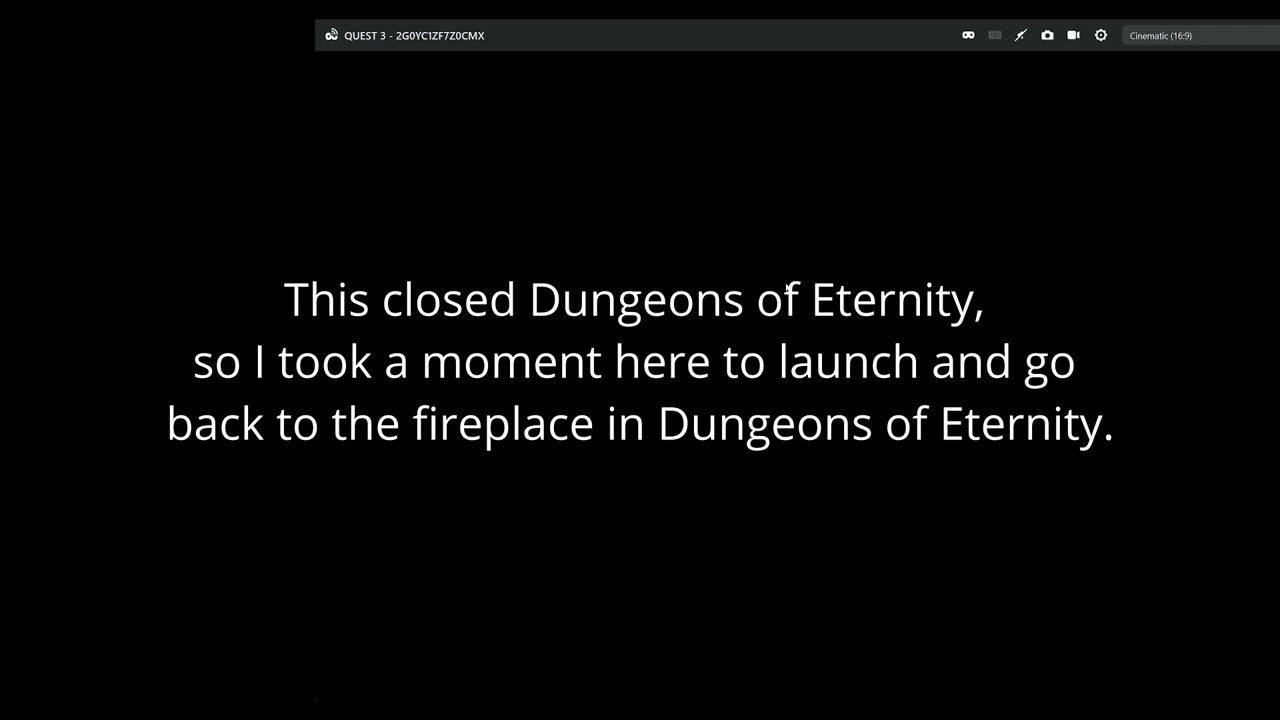 QUEST 3 - 2G0YC1ZF7Z0CMX
Cinematic (16:9)
This closed Dungeons of Eternity,
so I took a moment here to launch and go
back to the fireplace in Dungeons of Eternity.